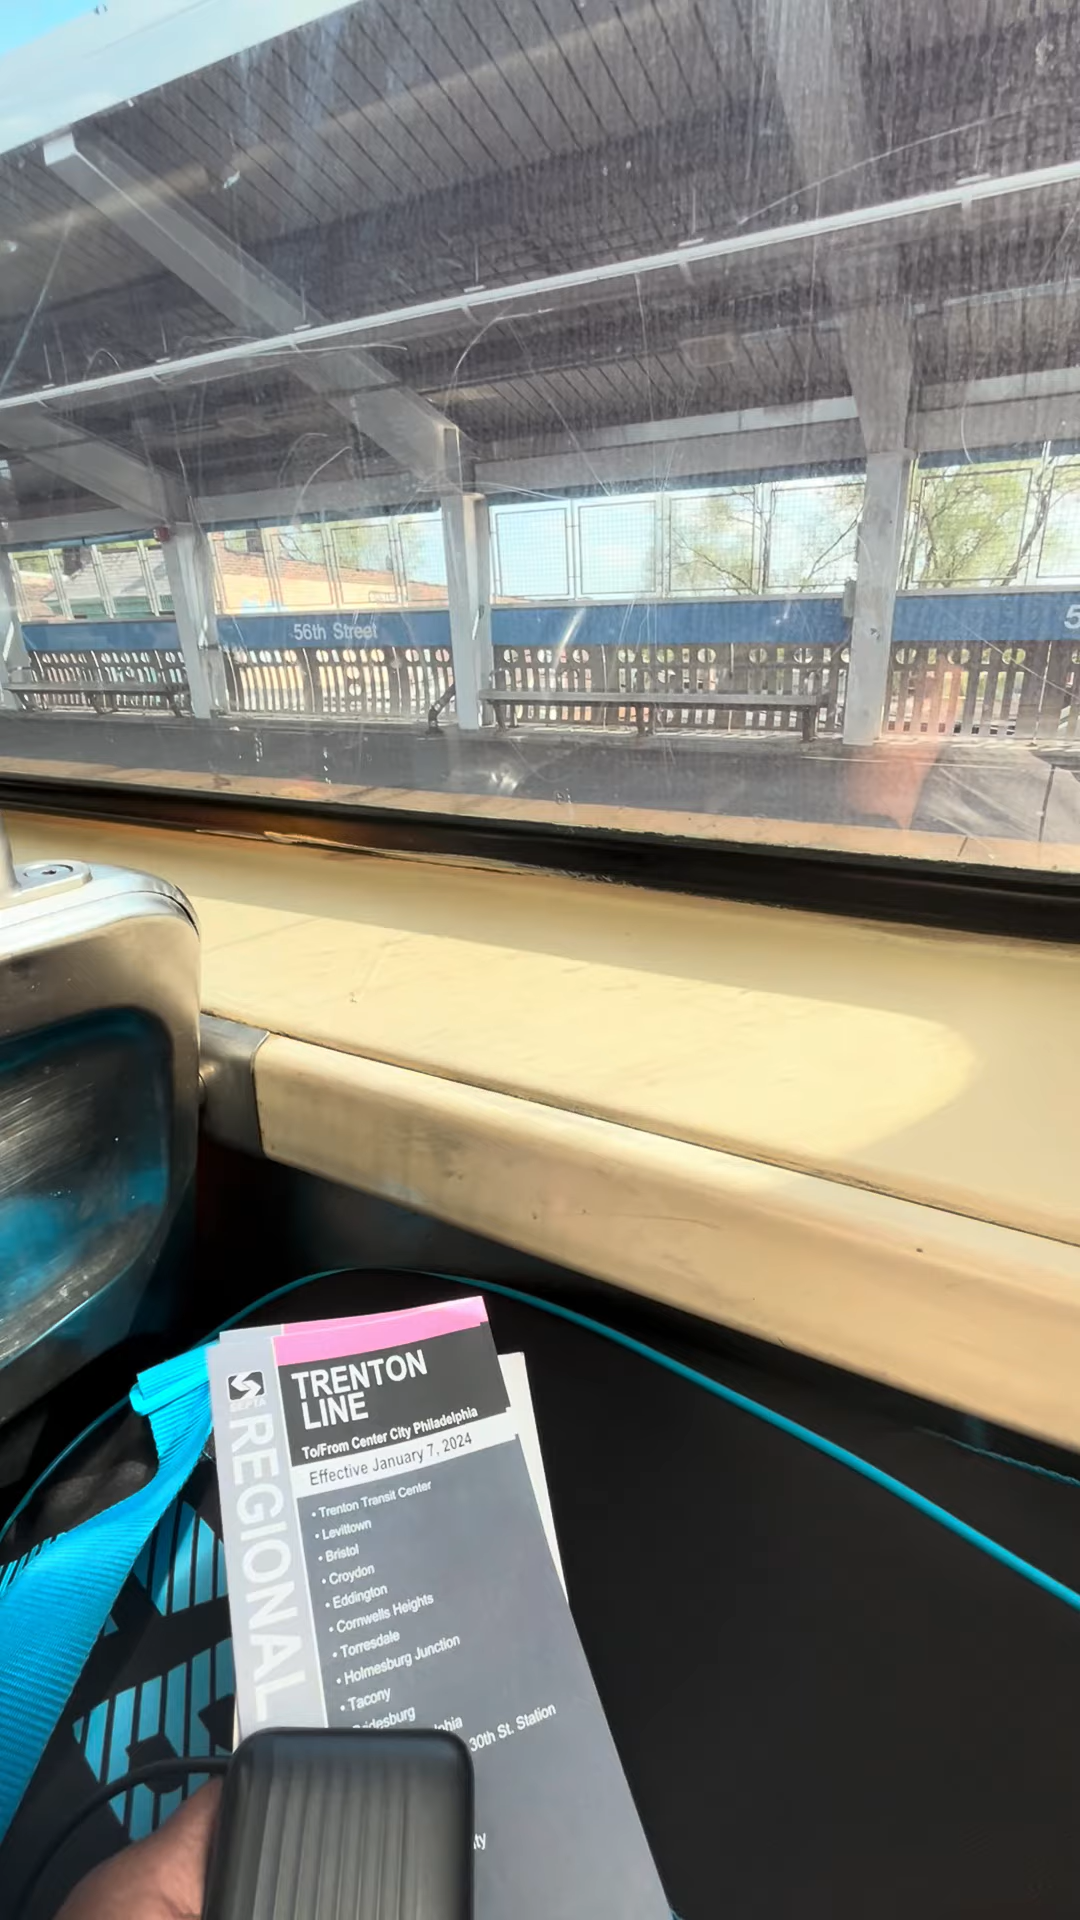 56th Street
5
SEPTA
REGIONAL
TRENTON
LINE
To/From Center City Philadelphia
Effective January 7, 2024
• Trenton Transit Center
• Levittown
• Bristol
• Croydon
• Eddington
• Cornwells Heights
• Torresdale
• Holmesburg Junction
• Tacony
30th St. Station